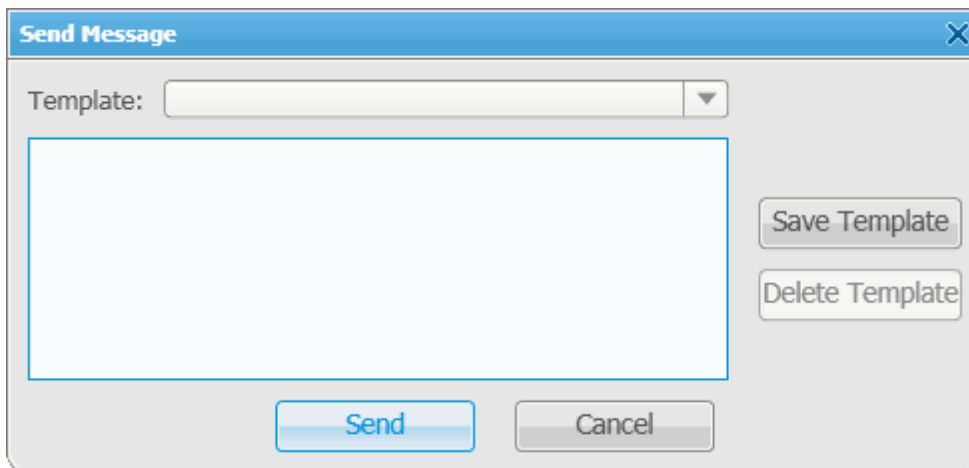 Send Message
Template:
Save Template
Delete Template
Send Cancel